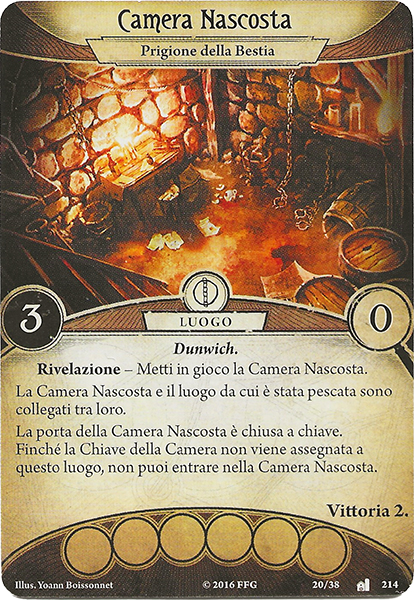 Camera Nascosta
Prigione della Bestia
3
LUOGO
0
Dunwich.
Rivelazione – Metti in gioco la Camera Nascosta.
La Camera Nascosta e il luogo da cui è stata pescata sono
collegati tra loro.
La porta della Camera Nascosta è chiusa a chiave.
Finché la Chiave della Camera non viene assegnata a
questo luogo, non puoi entrare nella Camera Nascosta.
Vittoria 2.
Illus. Yoann Boissonnet © 2016 FFG 20/38 214